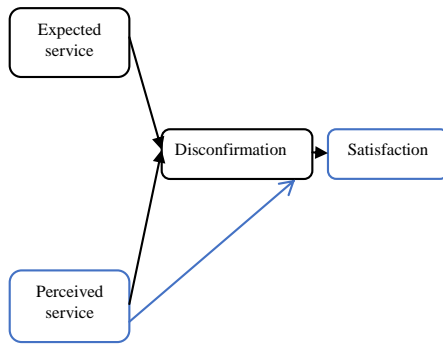 Expected
service
Disconfirmation
Satisfaction
Perceived
service